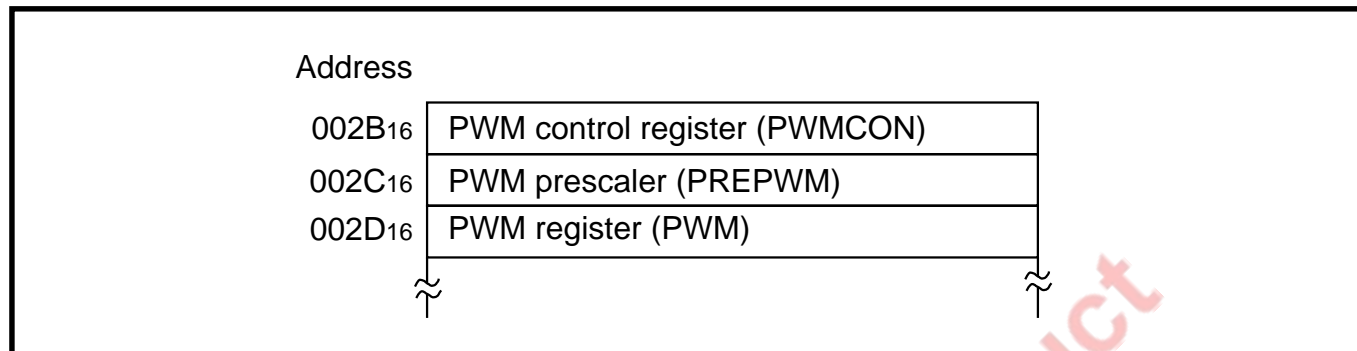 Address
002B16 PWM control register (PWMCON)
002C16 PWM prescaler (PREPWM)
002D16 PWM register (PWM)